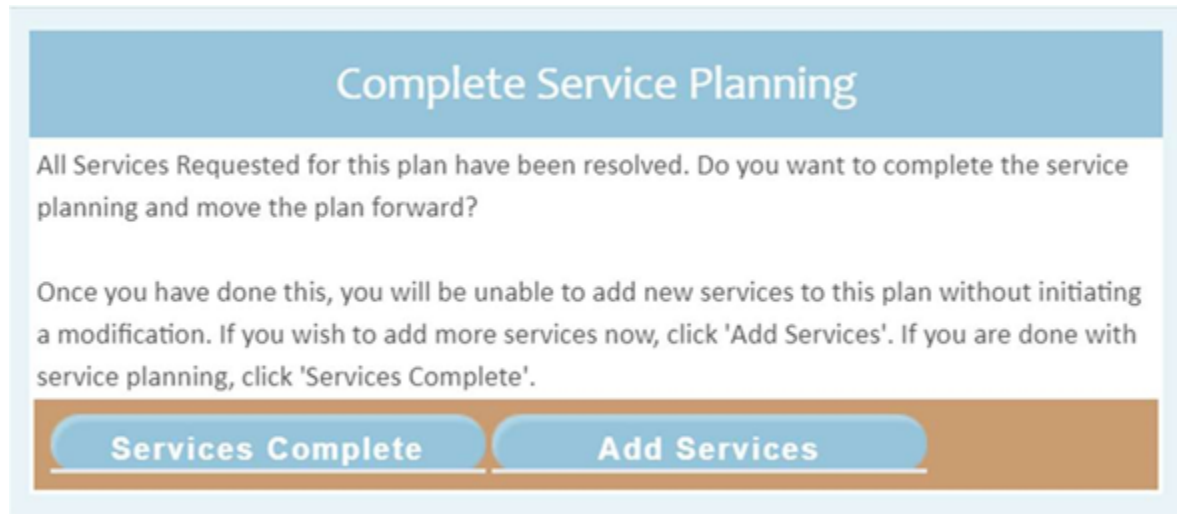 Complete Service Planning
All Services Requested for this plan have been resolved. Do you want to complete the service
planning and move the plan forward?
Once you have done this, you will be unable to add new services to this plan without initiating
a modification. If you wish to add more services now, click 'Add Services'. If you are done with
service planning, click 'Services Complete'.
Services Complete Add Services